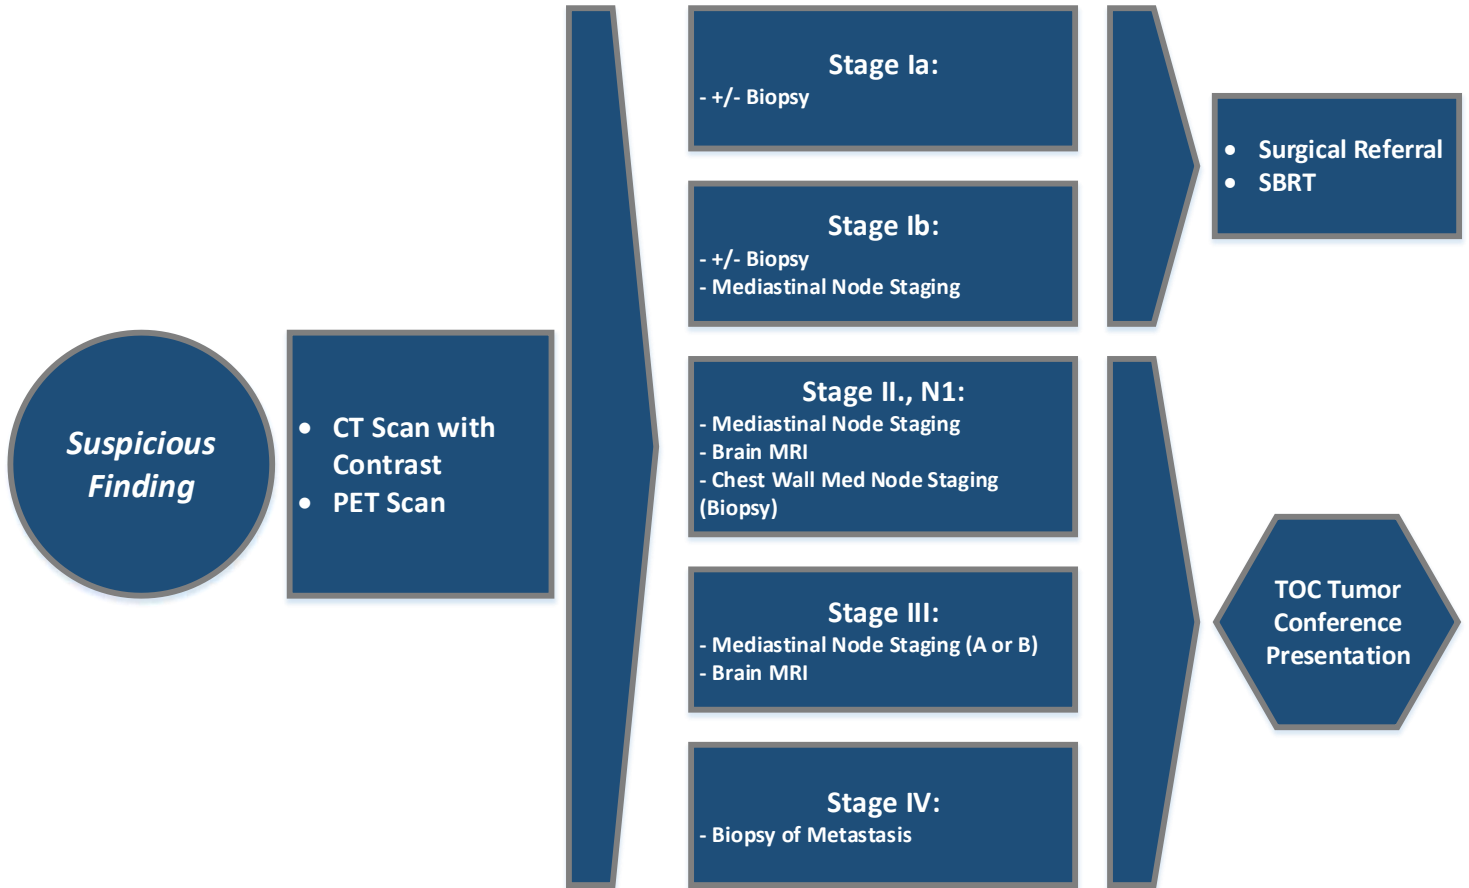 Suspicious
Finding
• CT Scan with
Contrast
• PET Scan
Stage Ia:
- +/- Biopsy
Stage Ib:
- +/- Biopsy
- Mediastinal Node Staging
Stage II., N1:
- Mediastinal Node Staging
- Brain MRI
- Chest Wall Med Node Staging
(Biopsy)
Stage III:
- Mediastinal Node Staging (A or B)
- Brain MRI
Stage IV:
- Biopsy of Metastasis
• Surgical Referral
• SBRT
TOC Tumor
Conference
Presentation